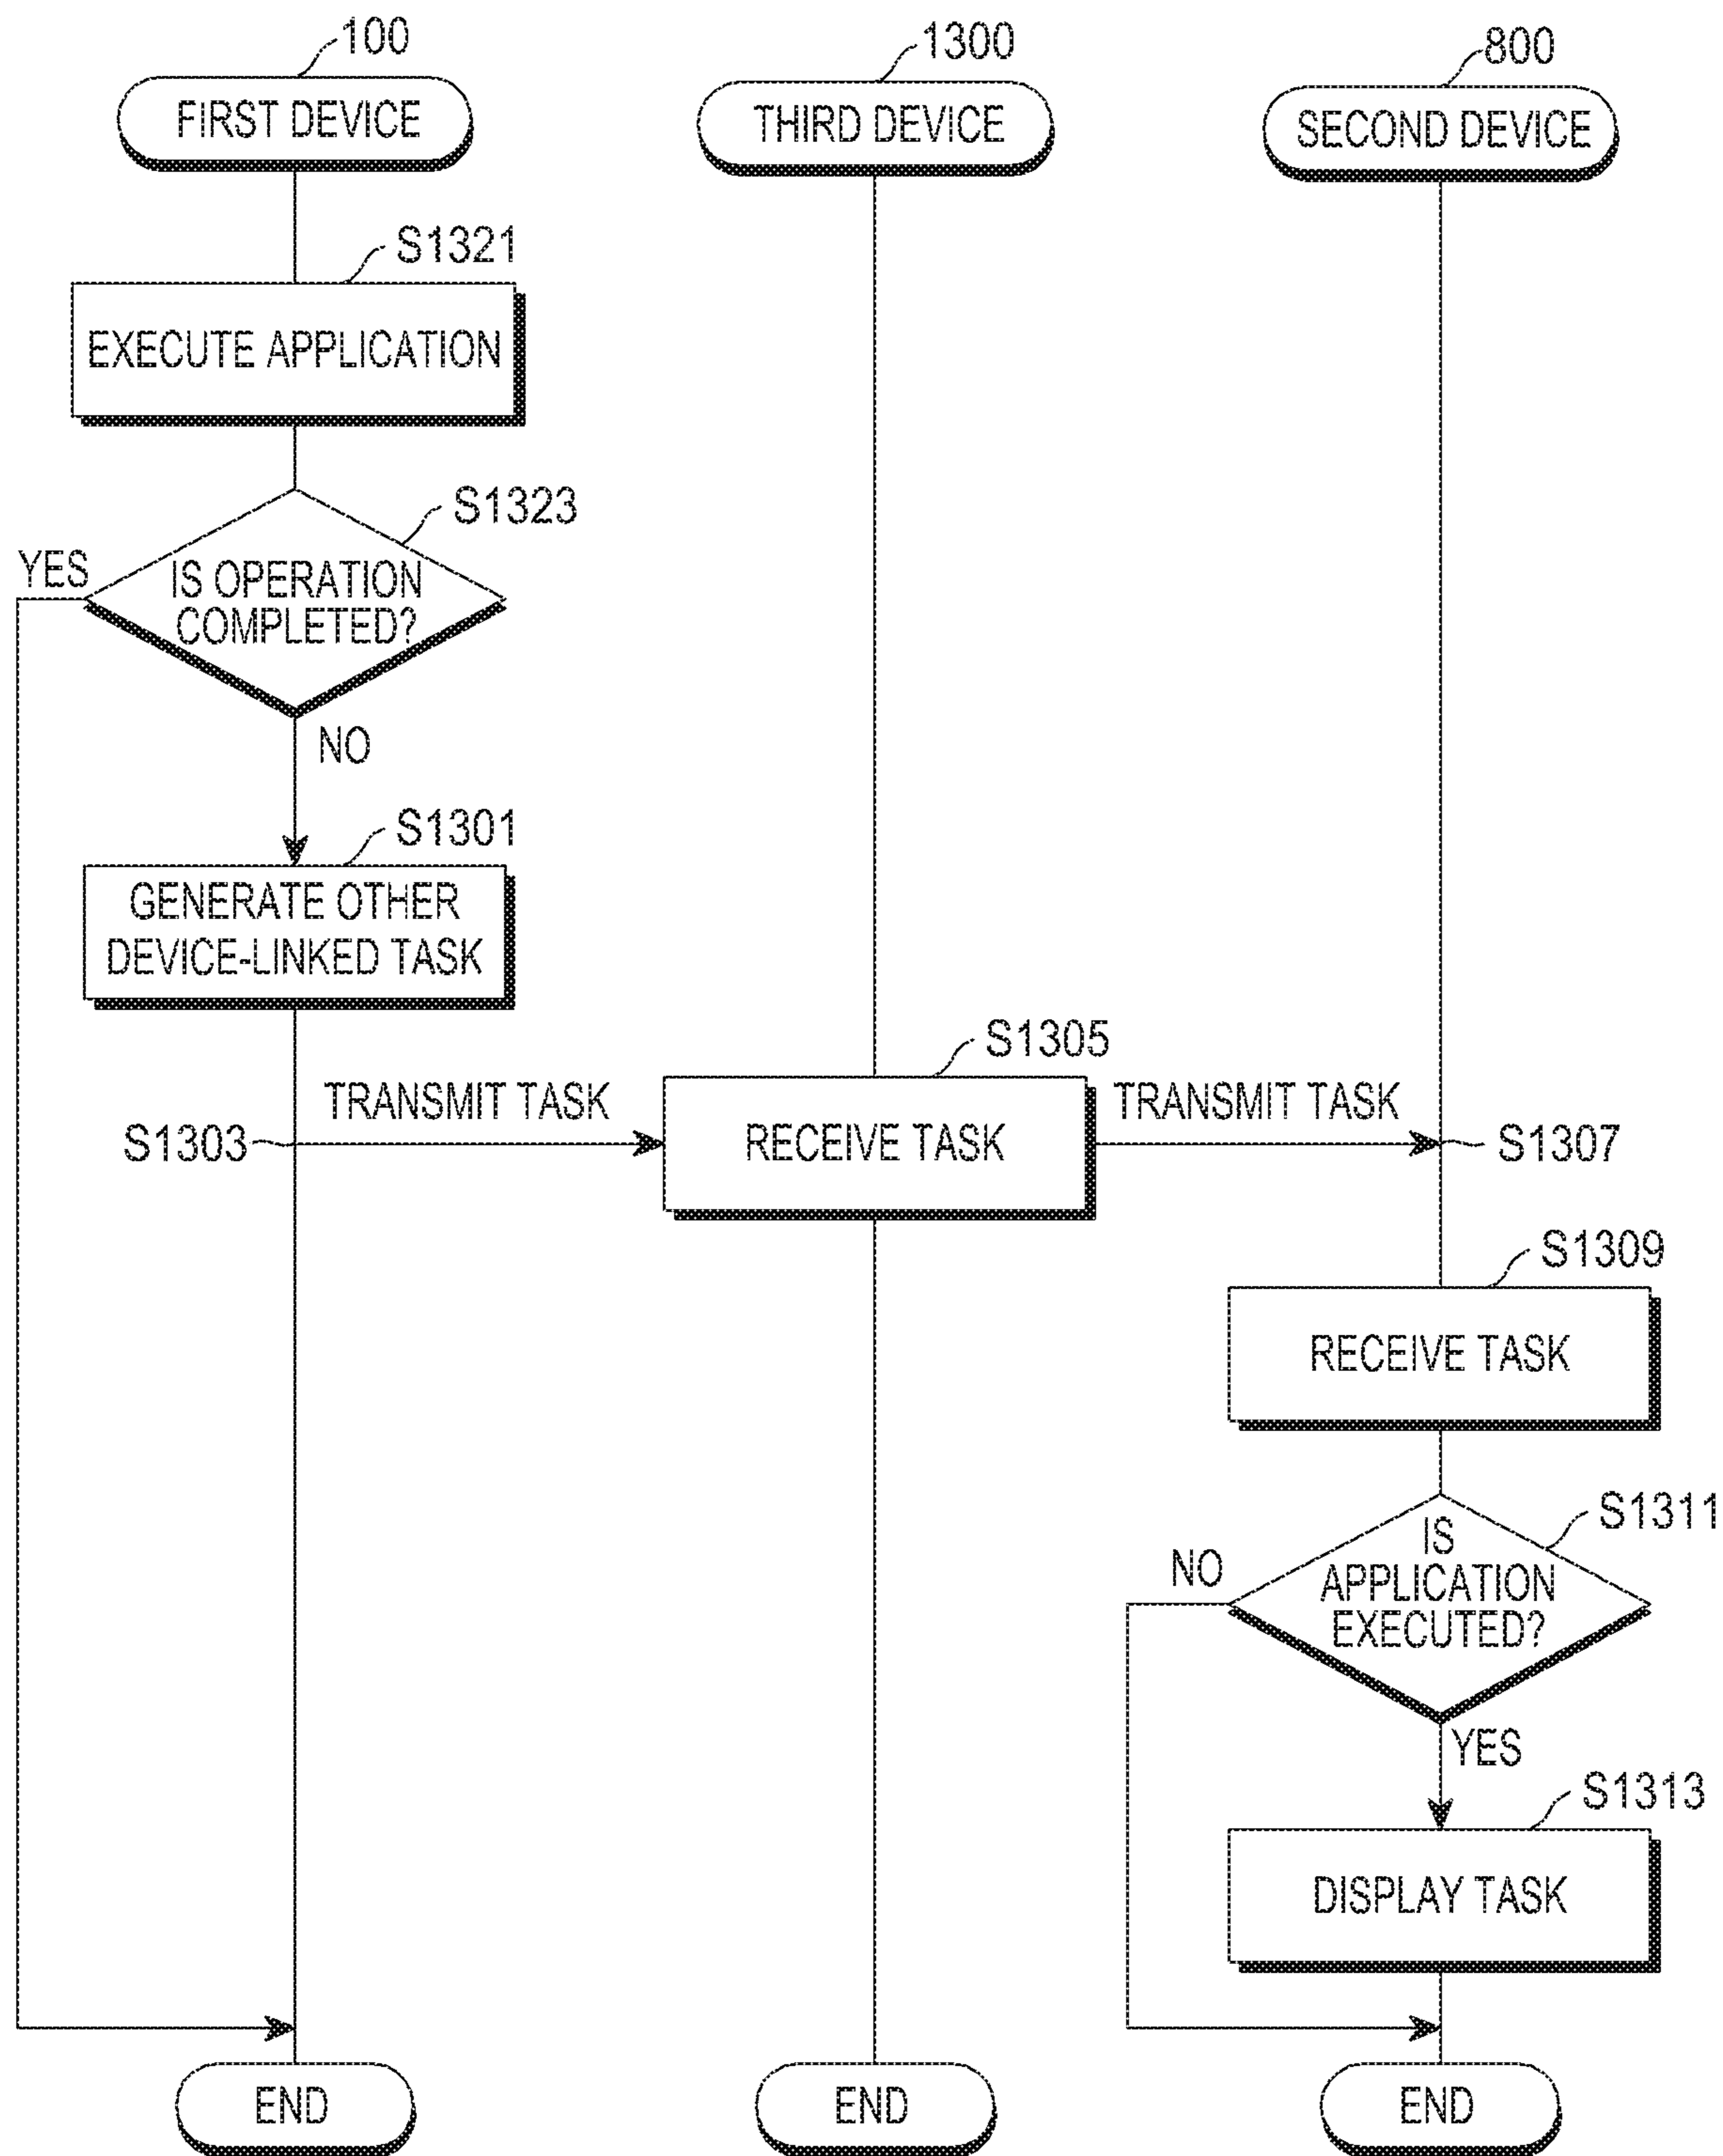 100
1300
800
FIRST DEVICE
THIRD DEVICE
SECOND DEVICE
S1321
EXECUTE APPLICATION
S1323
YES
IS OPERATION
COMPLETED?
NO
S1301
GENERATE OTHER
DEVICE-LINKED TASK
S1305
TRANSMIT TASK
TRANSMIT TASK
S1303
RECEIVE TASK
S1307
S1309
RECEIVE TASK
S1311
NO
IS
APPLICATION
EXECUTED?
YES
S1313
DISPLAY TASK
END
END
END